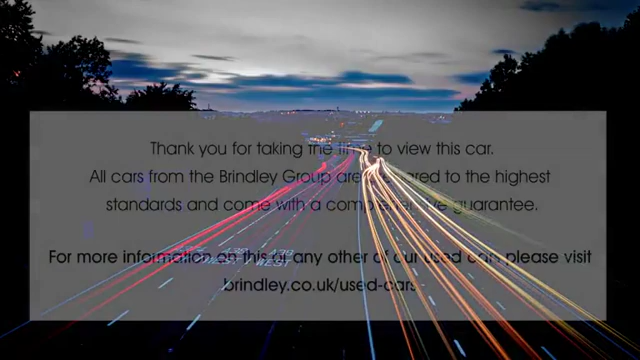 Thank you for taking the time to view this car.
All cars from the Brindley Group are prepared to the highest
standards and come with a comprehensive guarantee.
For more information on this or any other of our used cars please visit
brindley.co.uk/used-cars